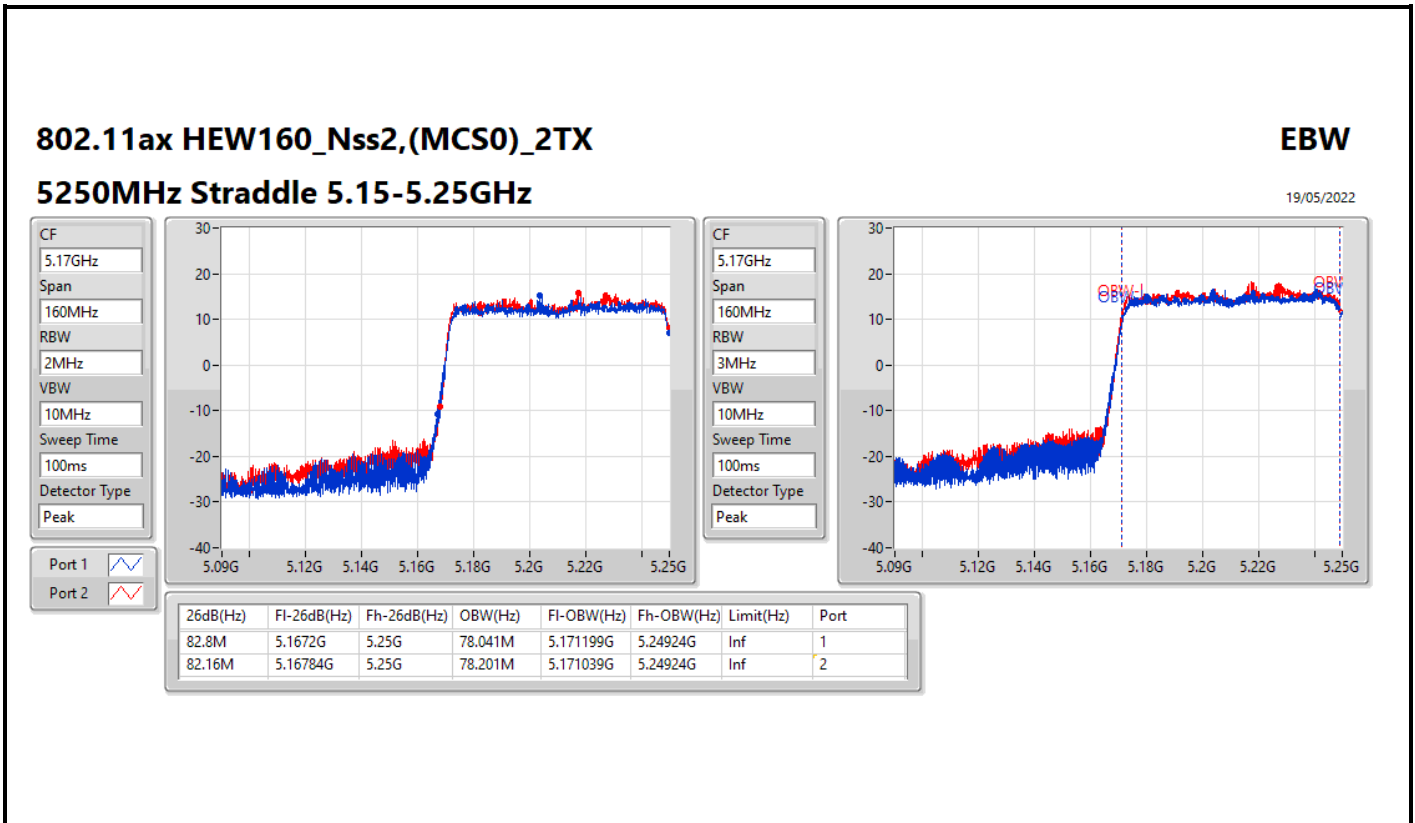 802.11ax HEW160_Nss2,(MCS0)_2TX
EBW
5250MHz Straddle 5.15-5.25GHz
19/05/2022
CF
5.17GHz
Span
160MHz
RBW
2MHz
VBW
10MHz
Sweep Time
100ms
Detector Type
Peak
Port 1
Port 2
30
20
10
0
-10
-20
-30
-40
5.09G 5.12G 5.14G 5.16G 5.18G 5.2G 5.22G 5.25G
CF
5.17GHz
Span
160MHz
RBW
3MHz
VBW
10MHz
Sweep Time
100ms
Detector Type
Peak
30
20
10
0
-10
-20
-30
-40
5.09G 5.12G 5.14G 5.16G 5.18G 5.2G 5.22G 5.25G
26dB(Hz) Fl-26dB(Hz) Fh-26dB(Hz) OBW(Hz) Fl-OBW(Hz) Fh-OBW(Hz) Limit(Hz) Port
82.8M 5.1672G 5.25G 78.041M 5.171199G 5.24924G Inf 1
82.16M 5.16784G 5.25G 78.201M 5.171039G 5.24924G Inf 2